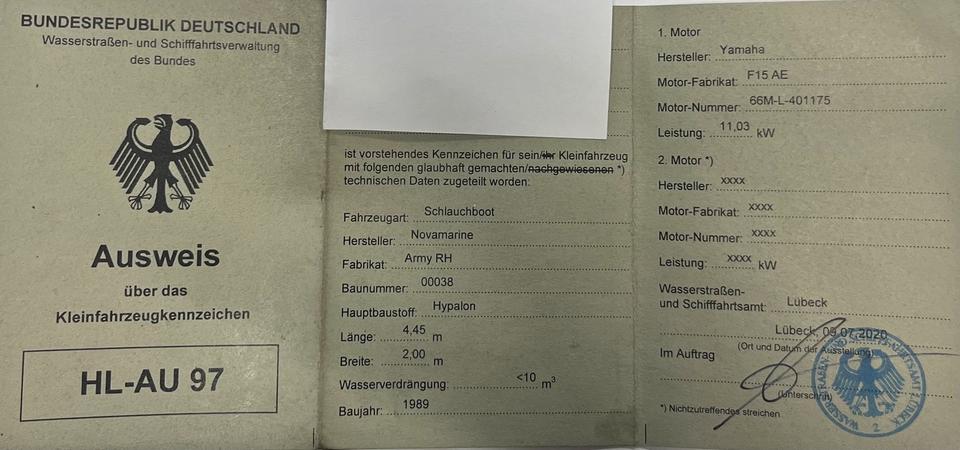 BUNDESREPUBLIK DEUTSCHLAND
Wasserstraßen- und Schifffahrtsverwaltung
des Bundes
Ausweis
über das
Kleinfahrzeugkennzeichen
HL-AU 97
ist vorstehendes Kennzeichen für sein/ihr Kleinfahrzeug
mit folgenden glaubhaft gemachten/nachgewiesenen *)
technischen Daten zugeteilt worden:
Fahrzeugart: Schlauchboot
Hersteller: Novamarine
Fabrikat: Army RH
Baunummer: 00038
Hauptbaustoff: Hypalon
Länge: 4,45 m
Breite: 2,00 m
Wasserverdrängung: <10 m³
Baujahr: 1989
1. Motor
Hersteller: Yamaha
Motor-Fabrikat: F15 AE
Motor-Nummer: 66M-L-401175
Leistung: 11,03 kW
2. Motor *)
Hersteller: xxxx
Motor-Fabrikat: xxxx
Motor-Nummer: xxxx
Leistung: xxxx kW
Wasserstraßen-
und Schifffahrtsamt: Lübeck
Lübeck, 09.07.2020
(Ort und Datum der Ausstellung)
Im Auftrag
(Unterschrift)
*) Nichtzutreffendes streichen
WASSERSTRAßEN- UND SCHIFFFAHRTSAMT LÜBECK
2